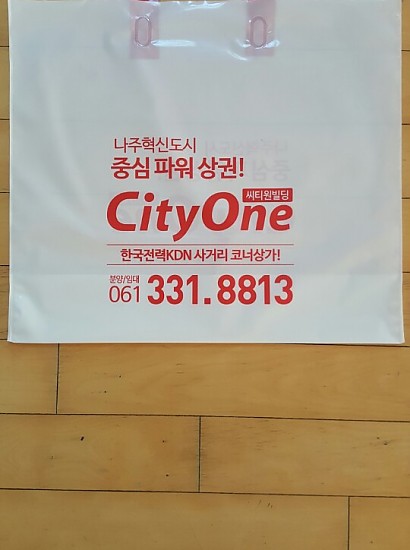 나주혁신도시
중심 파워 상권!
씨티원빌딩
CityOne
한국전력KDN 사거리 코너상가!
분양/임대
061 331.8813